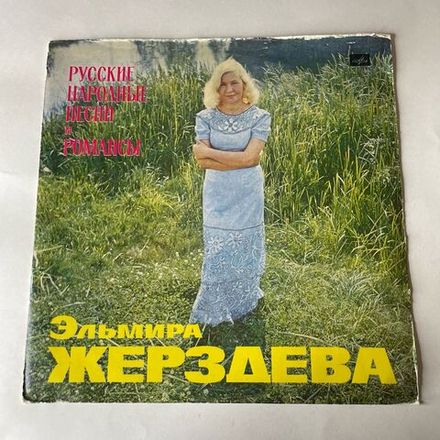 РУССКИЕ
НАРОДНЫЕ
ПЕСНИ
и
РОМАНСЫ
Эльмира
ЖЕРЗДЕВА